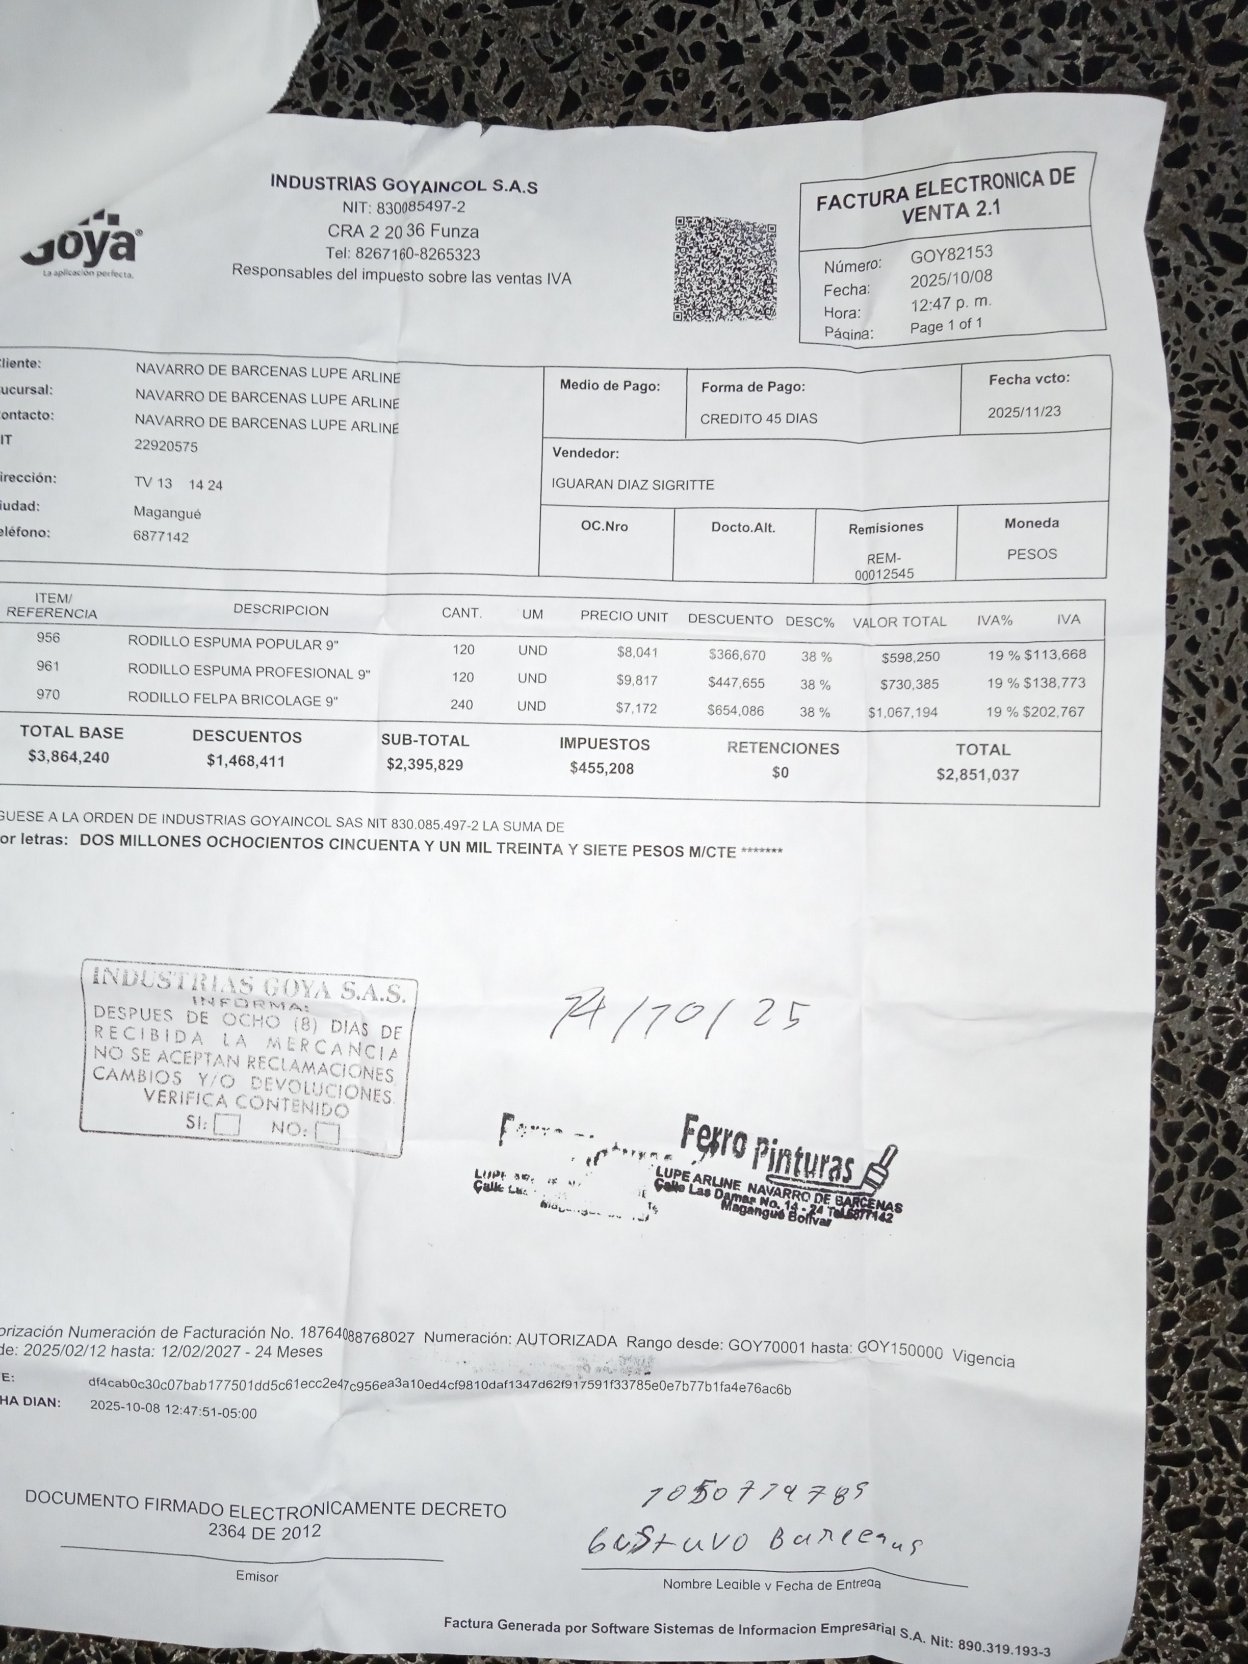 Goya®
La aplicación perfecta.
INDUSTRIAS GOYAINCOL S.A.S
NIT: 830085497-2
CRA 2 20 36 Funza
Tel: 8267160-8265323
Responsables del impuesto sobre las ventas IVA
FACTURA ELECTRONICA DE
VENTA 2.1
Número: GOY82153
Fecha: 2025/10/08
Hora: 12:47 p. m.
Página: Page 1 of 1
liente: NAVARRO DE BARCENAS LUPE ARLINE
ucursal: NAVARRO DE BARCENAS LUPE ARLINE
ontacto: NAVARRO DE BARCENAS LUPE ARLINE
IT 22920575
irección: TV 13 14 24
iudad: Magangué
eléfono: 6877142
Medio de Pago:
Forma de Pago:
CREDITO 45 DIAS
Fecha vcto:
2025/11/23
Vendedor:
IGUARAN DIAZ SIGRITTE
OC.Nro
Docto.Alt.
Remisiones
REM-
00012545
Moneda
PESOS
ITEM/
REFERENCIA DESCRIPCION CANT. UM PRECIO UNIT DESCUENTO DESC% VALOR TOTAL IVA% IVA
956 RODILLO ESPUMA POPULAR 9" 120 UND $8,041 $366,670 38 % $598,250 19 % $113,668
961 RODILLO ESPUMA PROFESIONAL 9" 120 UND $9,817 $447,655 38 % $730,385 19 % $138,773
970 RODILLO FELPA BRICOLAGE 9" 240 UND $7,172 $654,086 38 % $1,067,194 19 % $202,767
TOTAL BASE DESCUENTOS SUB-TOTAL IMPUESTOS RETENCIONES TOTAL
$3,864,240 $1,468,411 $2,395,829 $455,208 $0 $2,851,037
GUESE A LA ORDEN DE INDUSTRIAS GOYAINCOL SAS NIT 830.085.497-2 LA SUMA DE
or letras: DOS MILLONES OCHOCIENTOS CINCUENTA Y UN MIL TREINTA Y SIETE PESOS M/CTE *******
INDUSTRIAS GOYA S.A.S.
INFORMA:
DESPUES DE OCHO (8) DIAS DE
RECIBIDA LA MERCANCIA
NO SE ACEPTAN RECLAMACIONES
CAMBIOS Y/O DEVOLUCIONES.
VERIFICA CONTENIDO
SI: NO:
14/10/25
Ferro Pinturas
LUPE ARLINE NAVARRO DE BARCENAS
Calle Las Damas No. 14 - 24 Tel.6877142
Magangué Bolívar
orización Numeración de Facturación No. 18764088768027 Numeración: AUTORIZADA Rango desde: GOY70001 hasta: GOY150000 Vigencia
de: 2025/02/12 hasta: 12/02/2027 - 24 Meses
E: df4cab0c30c07bab177501dd5c61ecc2e47c956ea3a10ed4cf9810daf1347d62f917591f33785e0e7b77b1fa4e76ac6b
HA DIAN: 2025-10-08 12:47:51-05:00
DOCUMENTO FIRMADO ELECTRONICAMENTE DECRETO
2364 DE 2012
Emisor
Gustavo Barcenas
Nombre Legible y Fecha de Entrega
Factura Generada por Software Sistemas de Informacion Empresarial S.A. Nit: 890.319.193-3